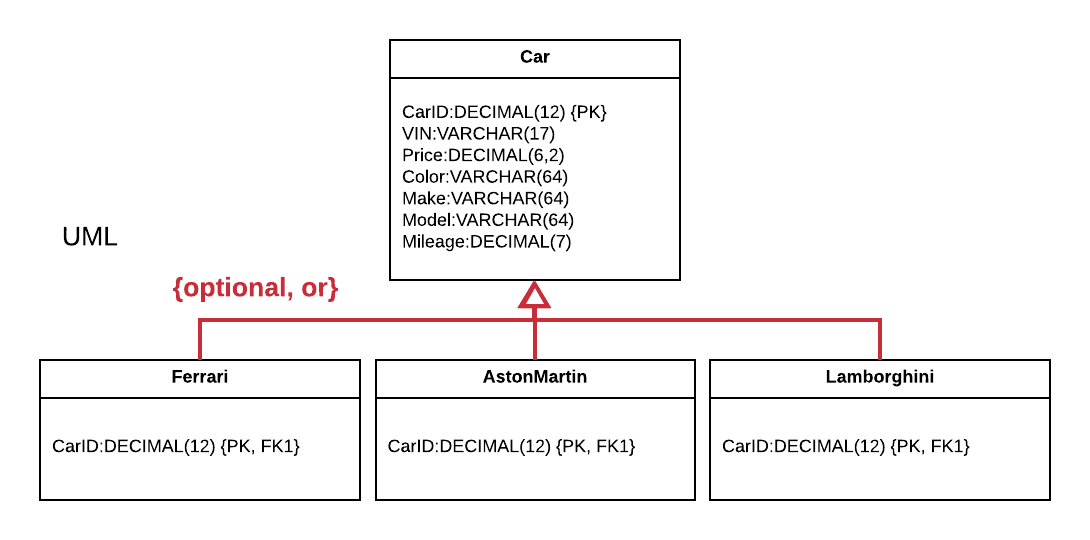 Car
CarID:DECIMAL(12) {PK}
VIN:VARCHAR(17)
Price:DECIMAL(6,2)
Color:VARCHAR(64)
Make:VARCHAR(64)
Model:VARCHAR(64)
Mileage:DECIMAL(7)
UML
{optional, or}
Ferrari
CarID:DECIMAL(12) {PK, FK1}
AstonMartin
CarID:DECIMAL(12) {PK, FK1}
Lamborghini
CarID:DECIMAL(12) {PK, FK1}